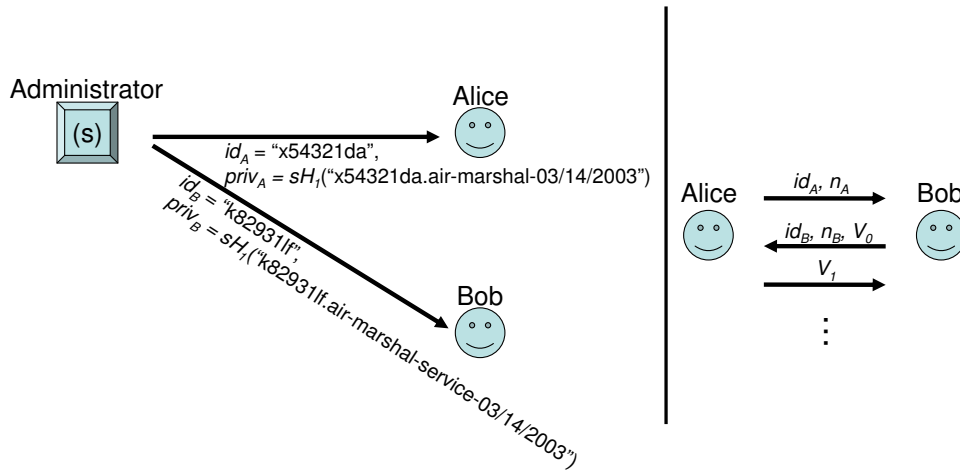 Administrator
(s)
Alice
id_A = “x54321da”,
priv_A = sH_1(“x54321da.air-marshal-03/14/2003”)
id_B = “k82931lf”,
priv_B = sH_1(“k82931lf.air-marshal-service-03/14/2003”)
Bob
Alice
Bob
id_A, n_A
id_B, n_B, V_0
V_1
⋮